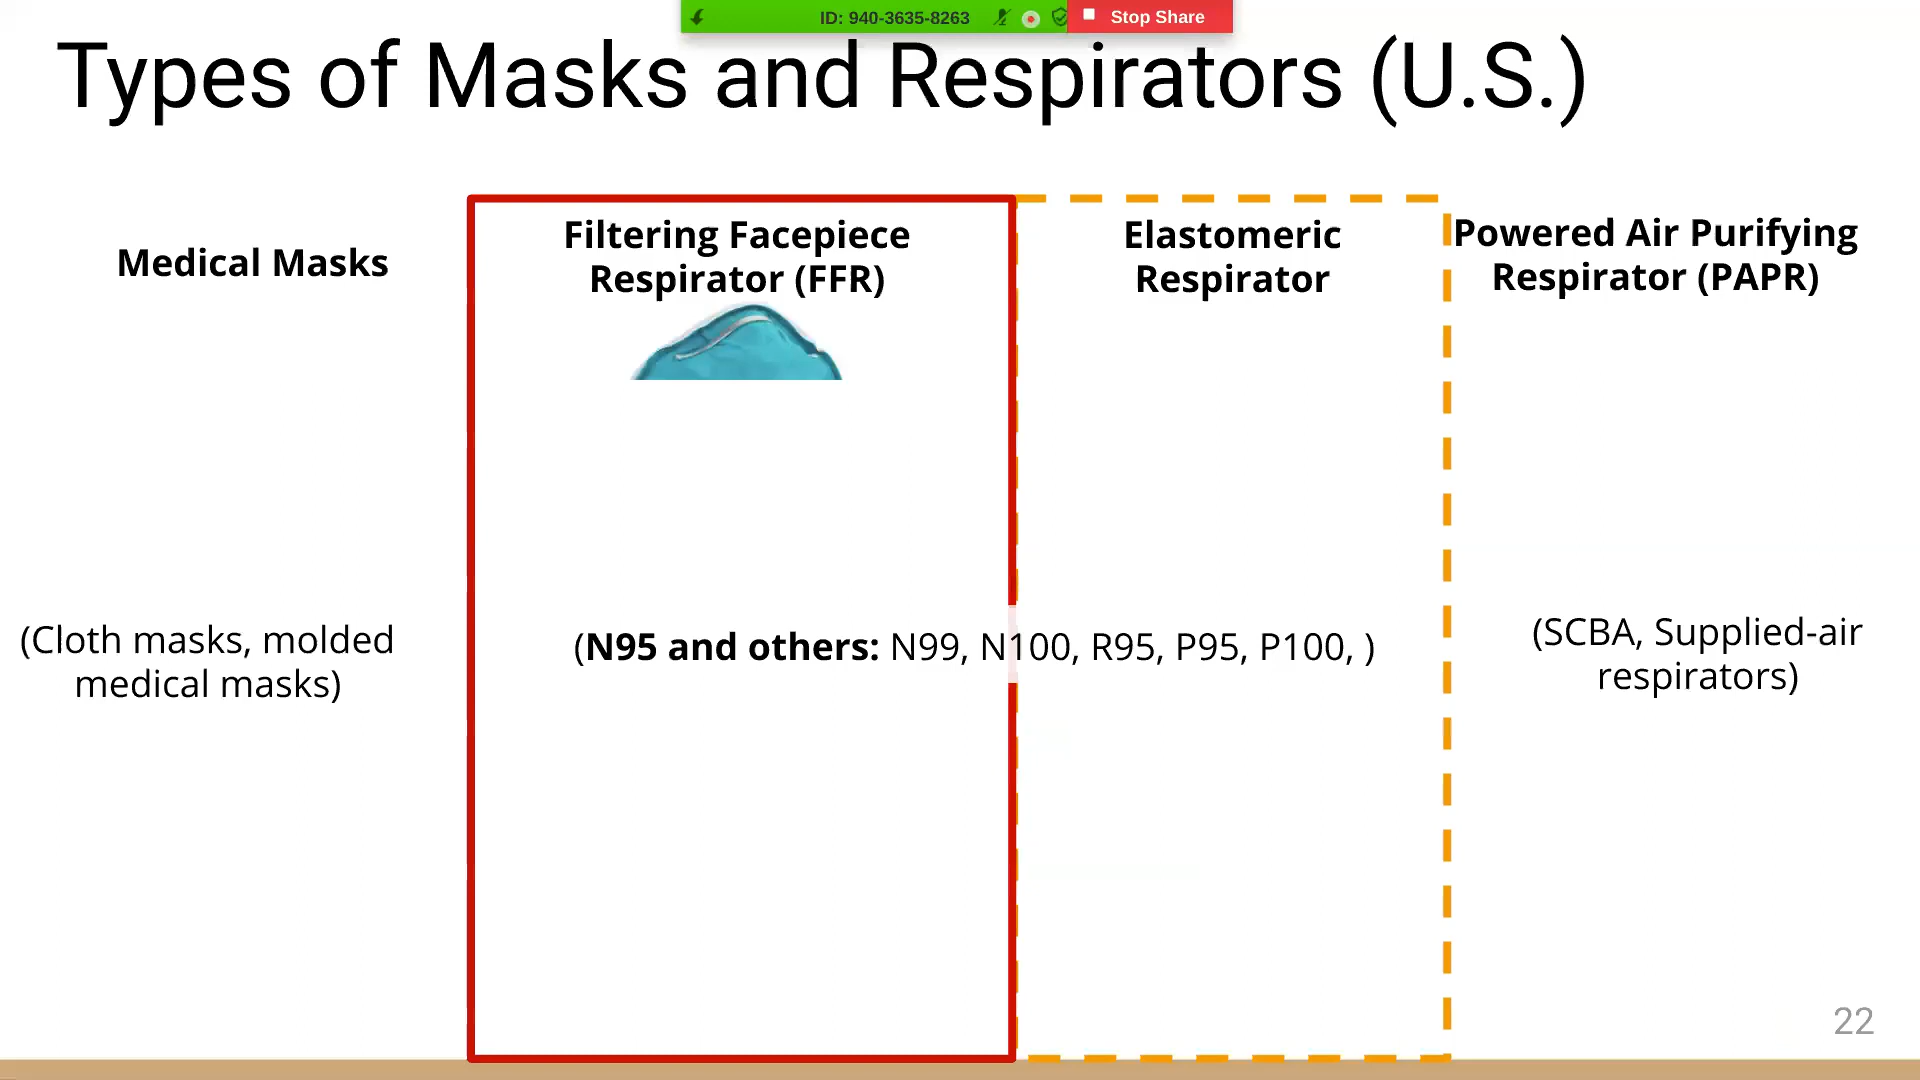 ID: 940-3635-8263
Stop Share
Types of Masks and Respirators (U.S.)
Medical Masks
Filtering Facepiece
Respirator (FFR)
Elastomeric
Respirator
Powered Air Purifying
Respirator (PAPR)
(Cloth masks, molded
medical masks)
(N95 and others: N99, N100, R95, P95, P100, )
(SCBA, Supplied-air
respirators)
22